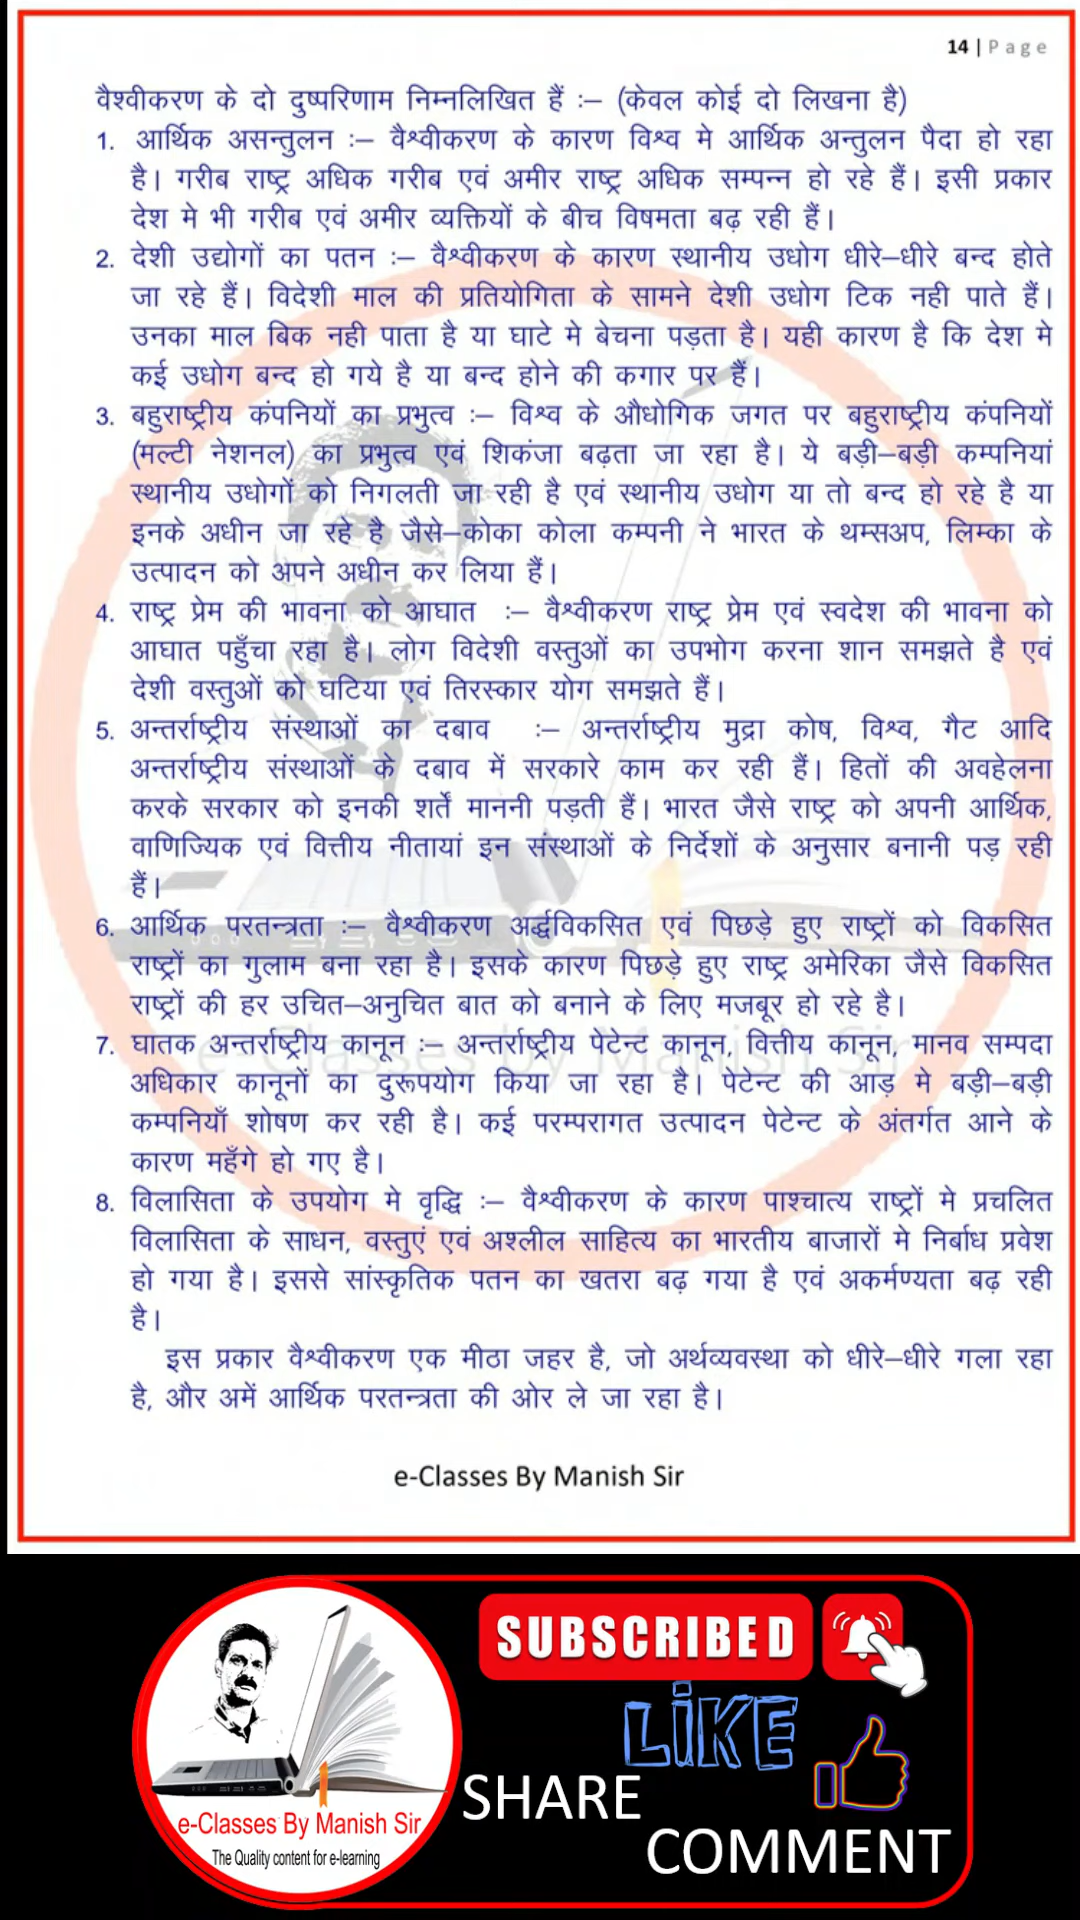 14 | P a g e
वैश्वीकरण के दो दुष्परिणाम निम्नलिखित हैं :– (केवल कोई दो लिखना है)
1. आर्थिक असन्तुलन :– वैश्वीकरण के कारण विश्व मे आर्थिक अन्तुलन पैदा हो रहा
है। गरीब राष्ट्र अधिक गरीब एवं अमीर राष्ट्र अधिक सम्पन्न हो रहे हैं। इसी प्रकार
देश मे भी गरीब एवं अमीर व्यक्तियों के बीच विषमता बढ़ रही हैं।
2. देशी उद्योगों का पतन :– वैश्वीकरण के कारण स्थानीय उधोग धीरे–धीरे बन्द होते
जा रहे हैं। विदेशी माल की प्रतियोगिता के सामने देशी उधोग टिक नही पाते हैं।
उनका माल बिक नही पाता है या घाटे मे बेचना पड़ता है। यही कारण है कि देश मे
कई उधोग बन्द हो गये है या बन्द होने की कगार पर हैं।
3. बहुराष्ट्रीय कंपनियों का प्रभुत्व :– विश्व के औधोगिक जगत पर बहुराष्ट्रीय कंपनियों
(मल्टी नेशनल) का प्रभुत्व एवं शिकंजा बढ़ता जा रहा है। ये बड़ी–बड़ी कम्पनियां
स्थानीय उधोगों को निगलती जा रही है एवं स्थानीय उधोग या तो बन्द हो रहे है या
इनके अधीन जा रहे है जैसे–कोका कोला कम्पनी ने भारत के थम्सअप, लिम्का के
उत्पादन को अपने अधीन कर लिया हैं।
4. राष्ट्र प्रेम की भावना को आघात :– वैश्वीकरण राष्ट्र प्रेम एवं स्वदेश की भावना को
आघात पहुँचा रहा है। लोग विदेशी वस्तुओं का उपभोग करना शान समझते है एवं
देशी वस्तुओं को घटिया एवं तिरस्कार योग समझते हैं।
5. अन्तर्राष्ट्रीय संस्थाओं का दबाव :– अन्तर्राष्ट्रीय मुद्रा कोष, विश्व, गैट आदि
अन्तर्राष्ट्रीय संस्थाओं के दबाव में सरकारे काम कर रही हैं। हितों की अवहेलना
करके सरकार को इनकी शर्तें माननी पड़ती हैं। भारत जैसे राष्ट्र को अपनी आर्थिक,
वाणिज्यिक एवं वित्तीय नीतायां इन संस्थाओं के निर्देशों के अनुसार बनानी पड़ रही
हैं।
6. आर्थिक परतन्त्रता :– वैश्वीकरण अर्द्धविकसित एवं पिछड़े हुए राष्ट्रों को विकसित
राष्ट्रों का गुलाम बना रहा है। इसके कारण पिछड़े हुए राष्ट्र अमेरिका जैसे विकसित
राष्ट्रों की हर उचित–अनुचित बात को बनाने के लिए मजबूर हो रहे है।
7. घातक अन्तर्राष्ट्रीय कानून :– अन्तर्राष्ट्रीय पेटेन्ट कानून, वित्तीय कानून, मानव सम्पदा
अधिकार कानूनों का दुरूपयोग किया जा रहा है। पेटेन्ट की आड़ मे बड़ी–बड़ी
कम्पनियाँ शोषण कर रही है। कई परम्परागत उत्पादन पेटेन्ट के अंतर्गत आने के
कारण महँगे हो गए है।
8. विलासिता के उपयोग मे वृद्धि :– वैश्वीकरण के कारण पाश्चात्य राष्ट्रों मे प्रचलित
विलासिता के साधन, वस्तुएं एवं अश्लील साहित्य का भारतीय बाजारों मे निर्बाध प्रवेश
हो गया है। इससे सांस्कृतिक पतन का खतरा बढ़ गया है एवं अकर्मण्यता बढ़ रही
है।
इस प्रकार वैश्वीकरण एक मीठा जहर है, जो अर्थव्यवस्था को धीरे–धीरे गला रहा
है, और अमें आर्थिक परतन्त्रता की ओर ले जा रहा है।
e-Classes by Manish Sir
e-Classes By Manish Sir
SUBSCRIBED
LiKE
SHARE
COMMENT
e-Classes By Manish Sir
The Quality content for e-learning